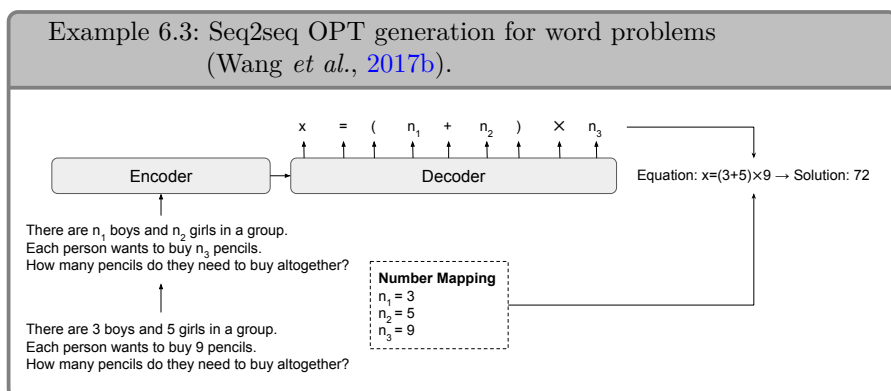 Example 6.3: Seq2seq OPT generation for word problems
(Wang et al., 2017b).
x = ( n₁ + n₂ ) × n₃
Encoder
Decoder
Equation: x=(3+5)×9 → Solution: 72
There are n₁ boys and n₂ girls in a group.
Each person wants to buy n₃ pencils.
How many pencils do they need to buy altogether?
Number Mapping
n₁ = 3
n₂ = 5
n₃ = 9
There are 3 boys and 5 girls in a group.
Each person wants to buy 9 pencils.
How many pencils do they need to buy altogether?